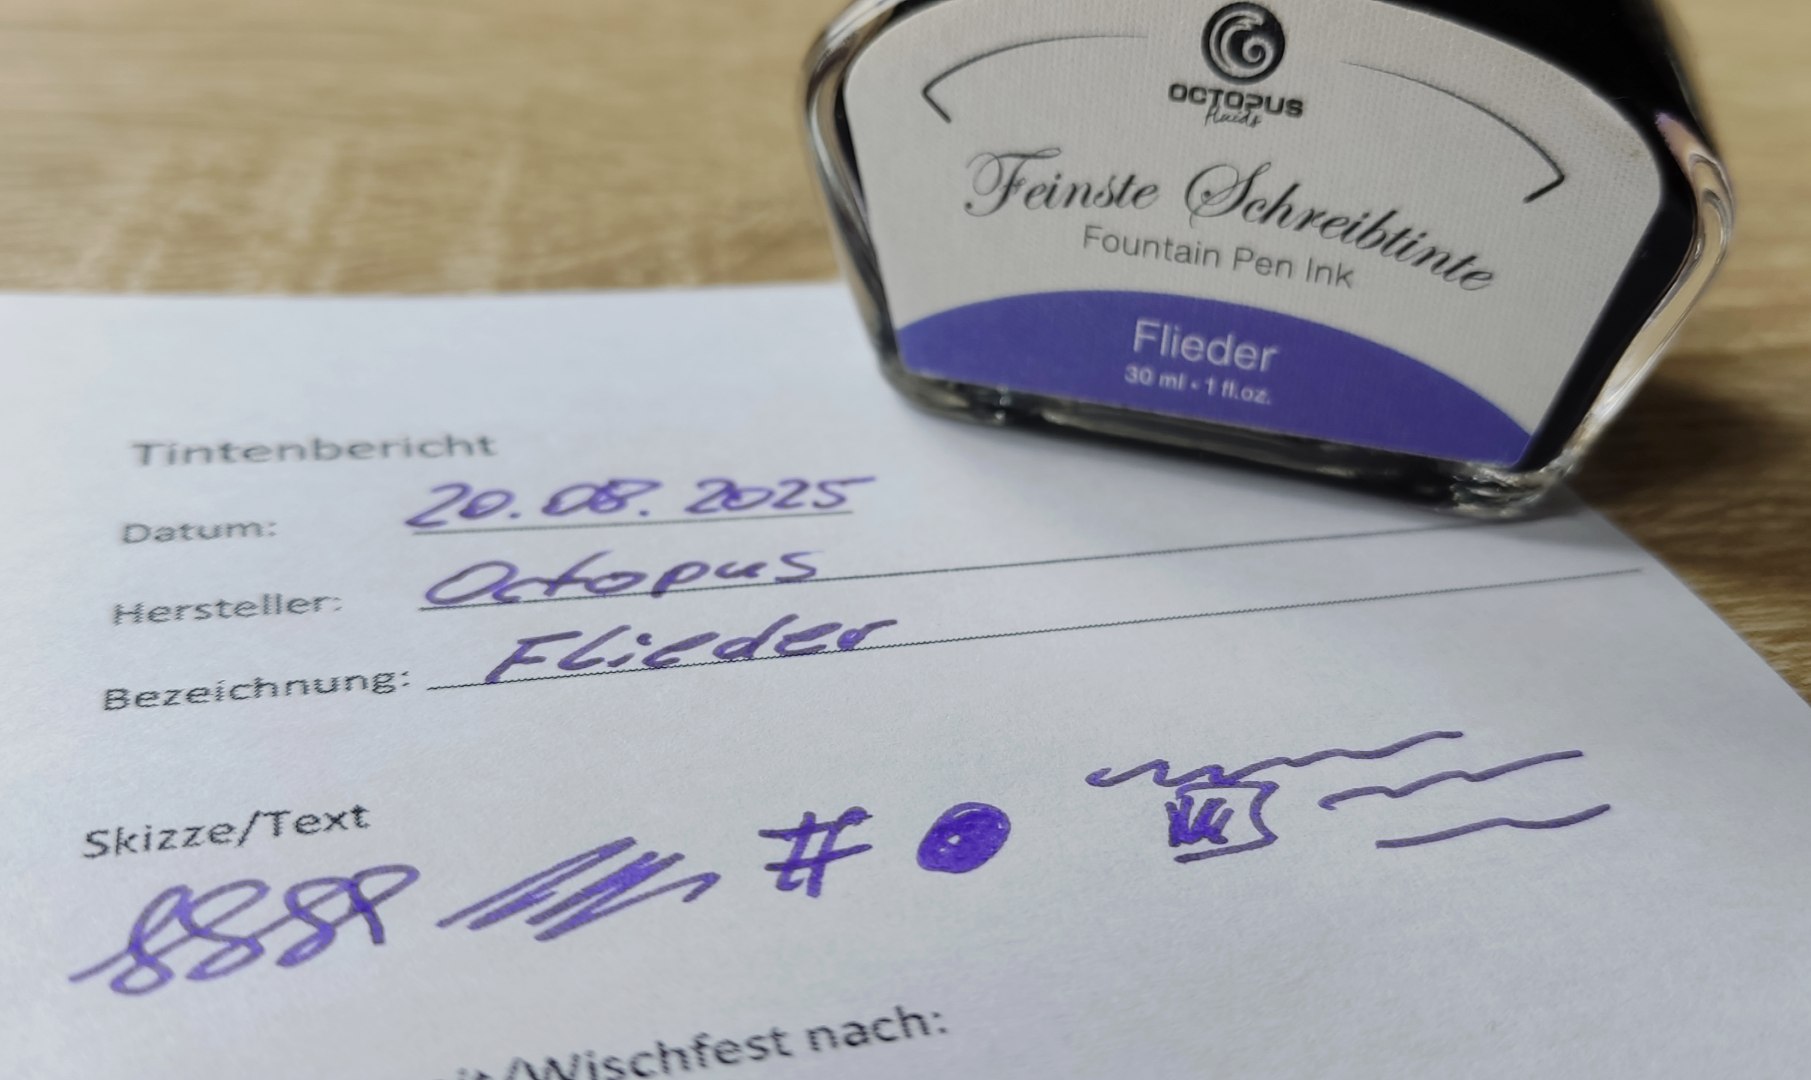 OCTOPUS
fluids
Feinste Schreibtinte
Fountain Pen Ink
Flieder
30 ml - 1 fl.oz.
Tintenbericht
Datum: 20.08.2025
Hersteller: Octopus
Bezeichnung: Flieder
Skizze/Text
#
it/Wischfest nach: